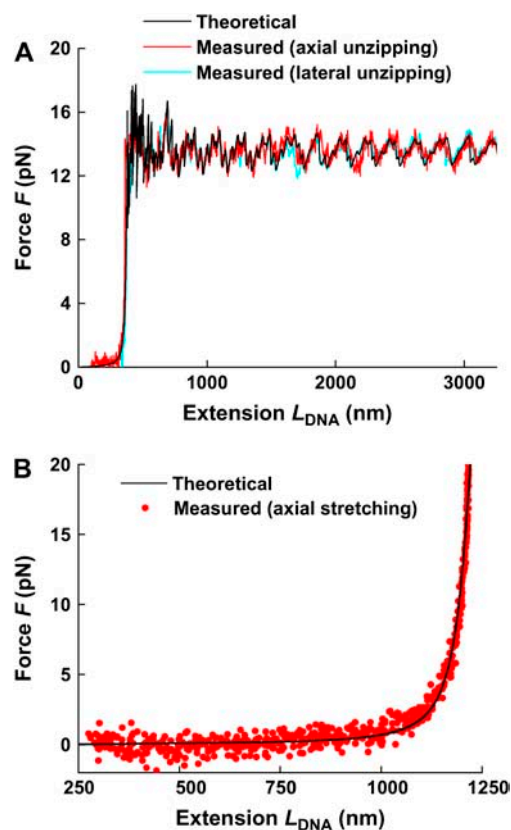 A
Theoretical
Measured (axial unzipping)
Measured (lateral unzipping)
20
16
12
8
4
0
Force F (pN)
0 1000 2000 3000
Extension LDNA (nm)
B
Theoretical
Measured (axial stretching)
20
15
10
5
0
Force F (pN)
250 500 750 1000 1250
Extension LDNA (nm)